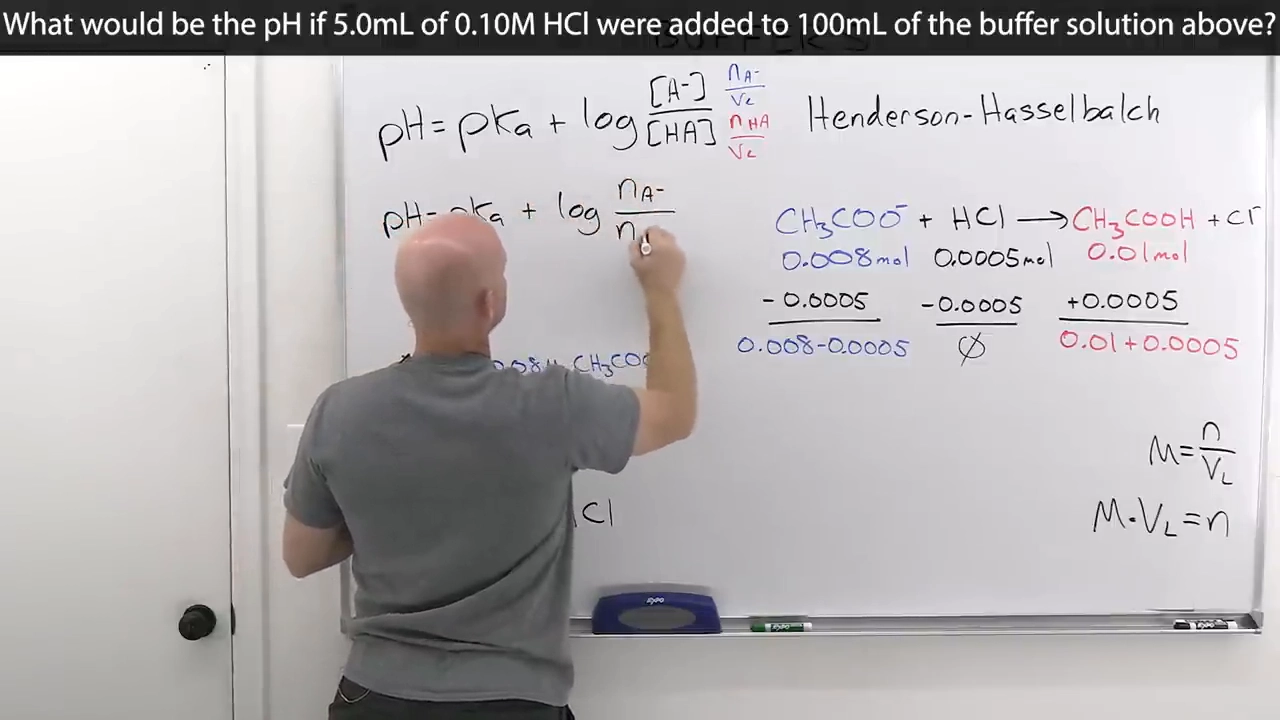 What would be the pH if 5.0mL of 0.10M HCl were added to 100mL of the buffer solution above?
pH = pKa + log [A-]/[HA] nA-/VL nHA/VL Henderson-Hasselbalch
pH= pKa + log nA-/n
CH3COO- + HCl → CH3COOH + Cl-
0.008mol 0.0005mol 0.01mol
-0.0005 -0.0005 +0.0005
0.008-0.0005 ∅ 0.01+0.0005
M=n/VL
M·VL=n
Cl
EXPO